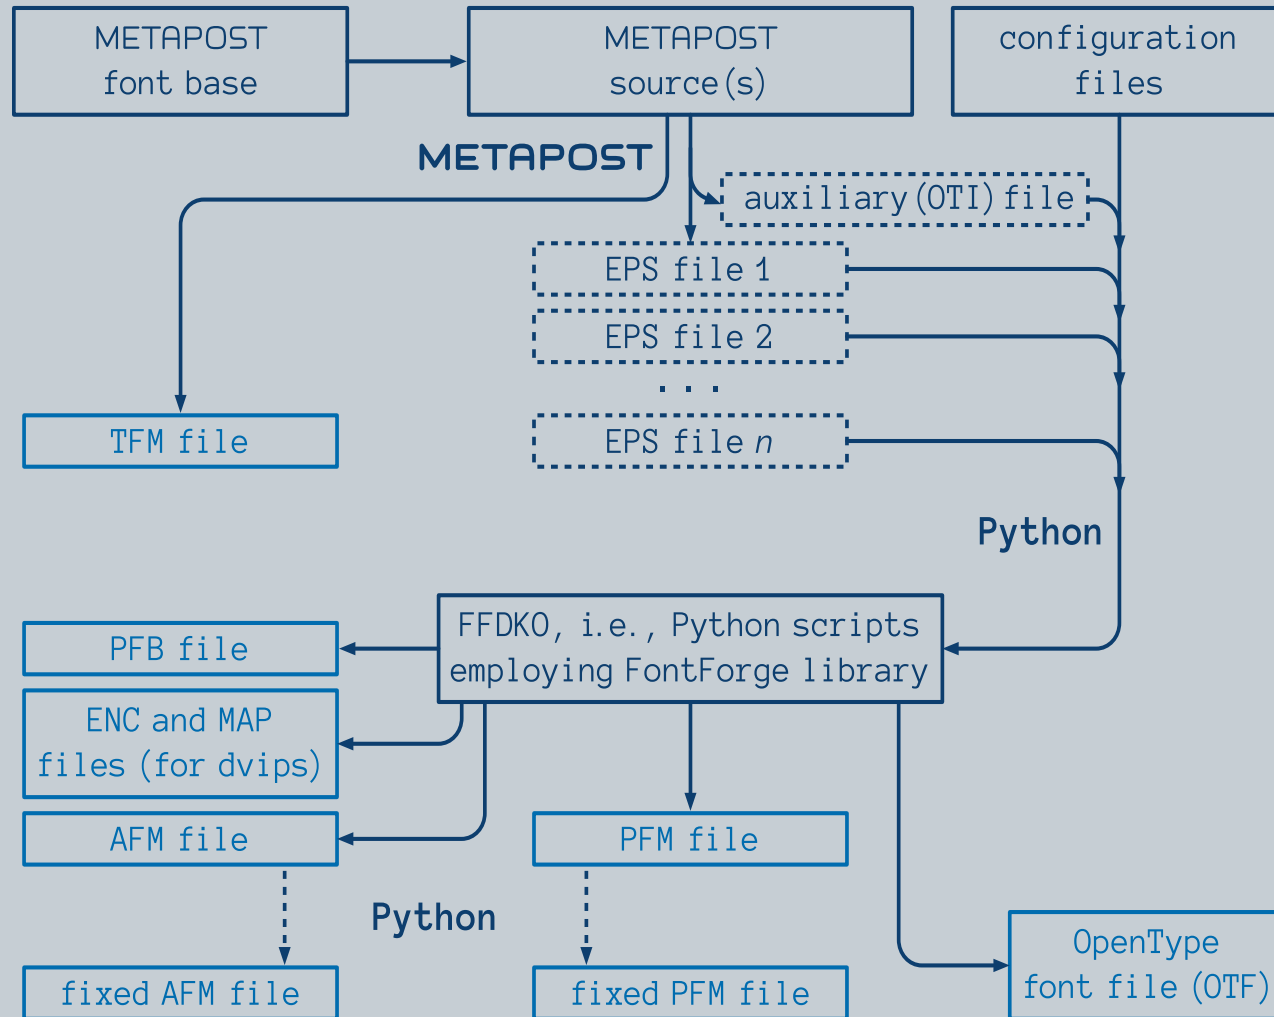 METAPOST
font base
METAPOST
source(s)
configuration
files
METAPOST
auxiliary (OTI) file
EPS file 1
EPS file 2
. . .
EPS file n
TFM file
Python
FFDKO, i.e., Python scripts
employing FontForge library
PFB file
ENC and MAP
files (for dvips)
AFM file
PFM file
Python
OpenType
font file (OTF)
fixed AFM file
fixed PFM file